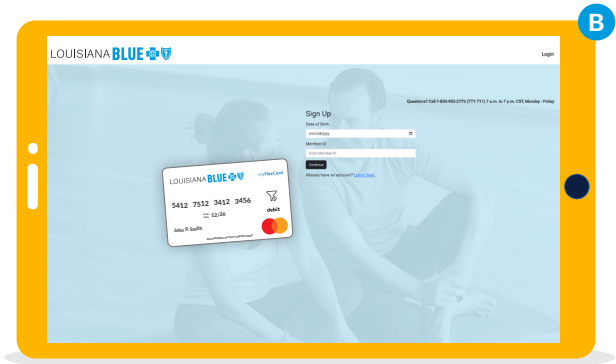 B
LOUISIANA BLUE
Login
Questions? Call 1-833-952-2772 (TTY 711) 7 a.m. to 7 p.m. CST, Monday - Friday
Sign Up
Date of Birth
mm/dd/yyyy
Member ID
Enter Member ID
Continue
Already have an account? Log in here.
LOUISIANA BLUE
myFlexCard
5412 7512 3412 3456
12/26
debit
John P. Smith